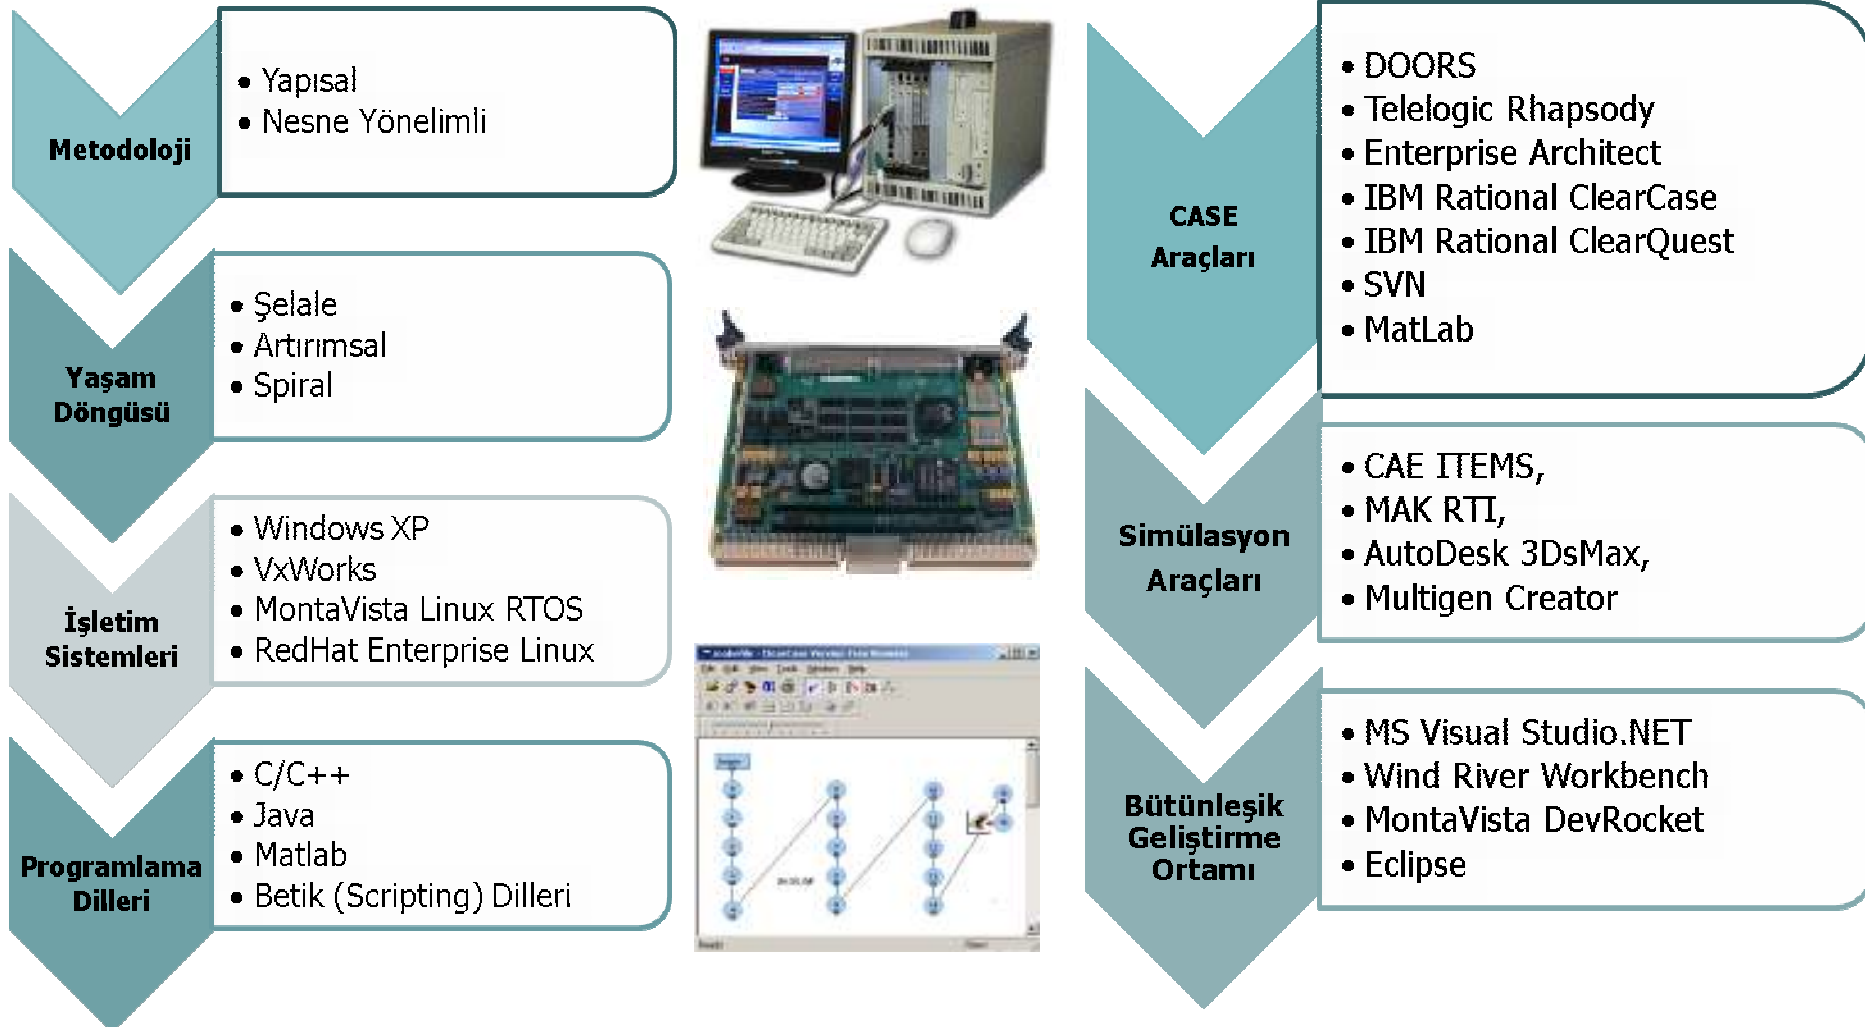 Metodoloji
• Yapısal
• Nesne Yönelimli
Yaşam
Döngüsü
• Şelale
• Artırımsal
• Spiral
İşletim
Sistemleri
• Windows XP
• VxWorks
• MontaVista Linux RTOS
• RedHat Enterprise Linux
Programlama
Dilleri
• C/C++
• Java
• Matlab
• Betik (Scripting) Dilleri
CASE
Araçları
• DOORS
• Telelogic Rhapsody
• Enterprise Architect
• IBM Rational ClearCase
• IBM Rational ClearQuest
• SVN
• MatLab
Simülasyon
Araçları
• CAE ITEMS,
• MAK RTI,
• AutoDesk 3DsMax,
• Multigen Creator
Bütünleşik
Geliştirme
Ortamı
• MS Visual Studio.NET
• Wind River Workbench
• MontaVista DevRocket
• Eclipse